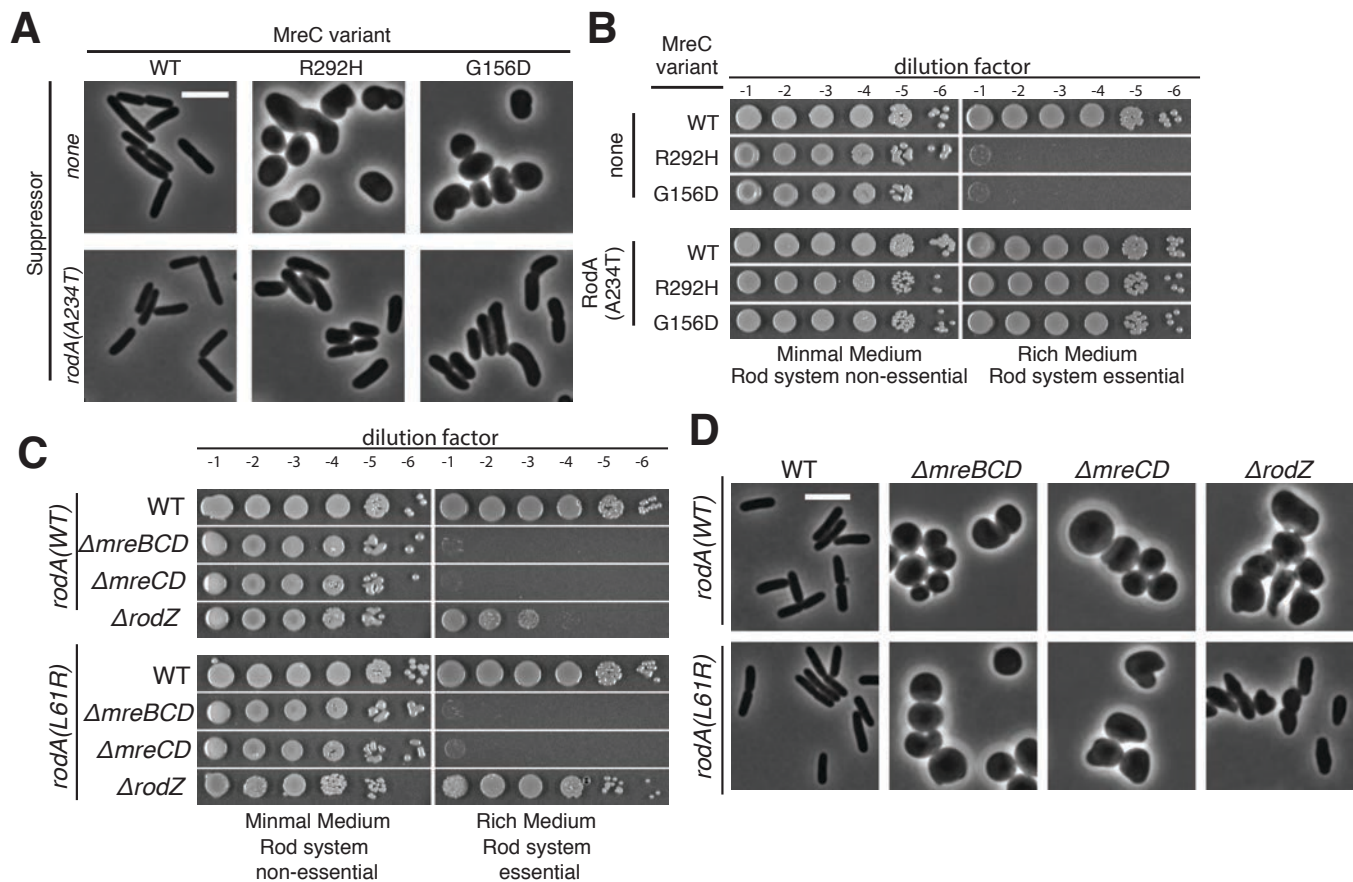 A
MreC variant
WT R292H G156D
Suppressor
none
rodA(A234T)
B
MreC
variant
dilution factor
-1 -2 -3 -4 -5 -6 -1 -2 -3 -4 -5 -6
none
WT
R292H
G156D
RodA
(A234T)
WT
R292H
G156D
Minmal Medium
Rod system non-essential
Rich Medium
Rod system essential
C
dilution factor
-1 -2 -3 -4 -5 -6 -1 -2 -3 -4 -5 -6
rodA(WT)
WT
ΔmreBCD
ΔmreCD
ΔrodZ
rodA(L61R)
WT
ΔmreBCD
ΔmreCD
ΔrodZ
Minmal Medium
Rod system
non-essential
Rich Medium
Rod system
essential
D
WT ΔmreBCD ΔmreCD ΔrodZ
rodA(WT)
rodA(L61R)